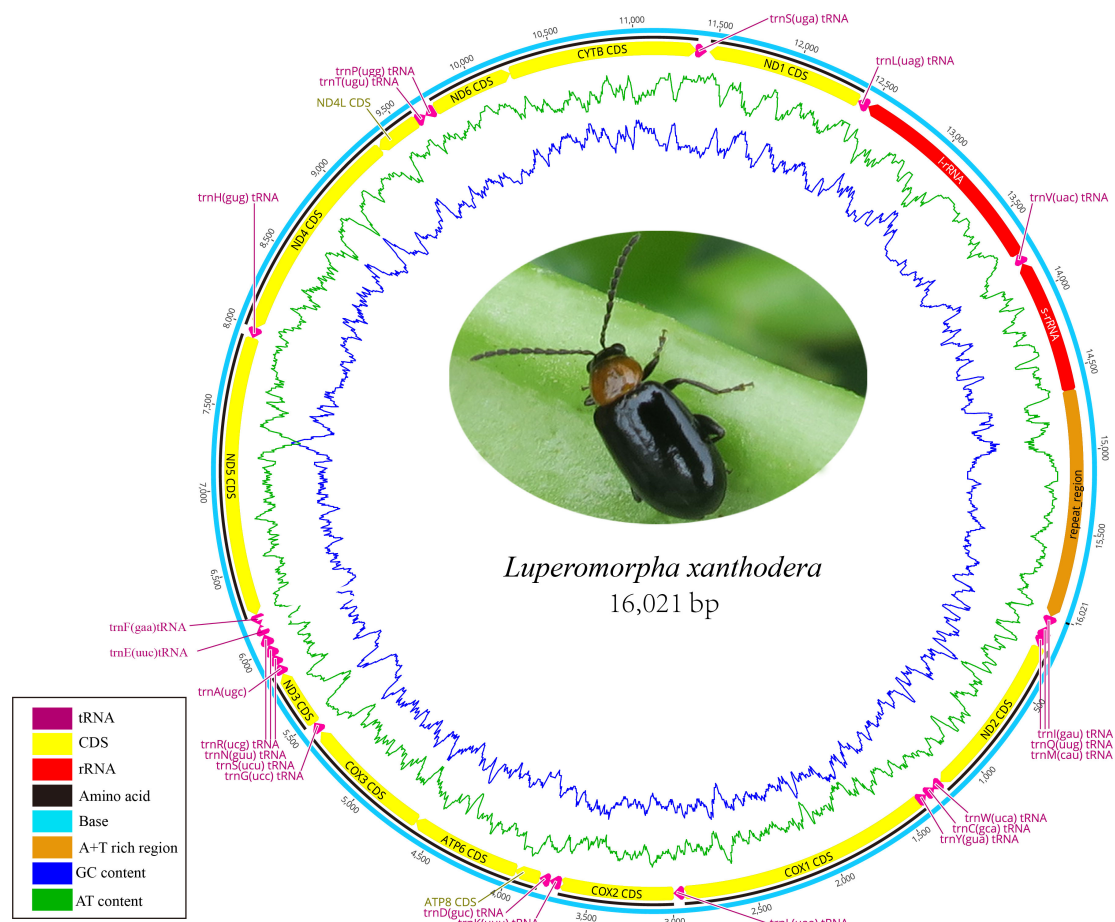 trnS(uga) tRNA
trnL(uag) tRNA
trnV(uac) tRNA
trnI(gau) tRNA
trnQ(uug) tRNA
trnM(cau) tRNA
trnW(uca) tRNA
trnC(gca) tRNA
trnY(gua) tRNA
trnD(guc) tRNA
ATP8 CDS
trnG(ucc) tRNA
trnS(ucu) tRNA
trnN(guu) tRNA
trnR(ucg) tRNA
trnA(ugc)
trnE(uuc)tRNA
trnF(gaa)tRNA
trnH(gug) tRNA
ND4L CDS
trnT(ugu) tRNA
trnP(ugg) tRNA
CYTB CDS
ND1 CDS
l-rRNA
s-rRNA
repeat_region
ND2 CDS
COX1 CDS
COX2 CDS
ATP6 CDS
COX3 CDS
ND3 CDS
ND5 CDS
ND4 CDS
ND6 CDS
500
1,000
1,500
2,000
2,500
3,500
4,000
4,500
5,000
5,500
6,000
6,500
7,000
7,500
8,000
8,500
9,000
9,500
10,000
10,500
11,000
11,500
12,000
12,500
13,000
13,500
14,000
14,500
15,000
15,500
16,021
Luperomorpha xanthodera
16,021 bp
tRNA
CDS
rRNA
Amino acid
Base
A+T rich region
GC content
AT content